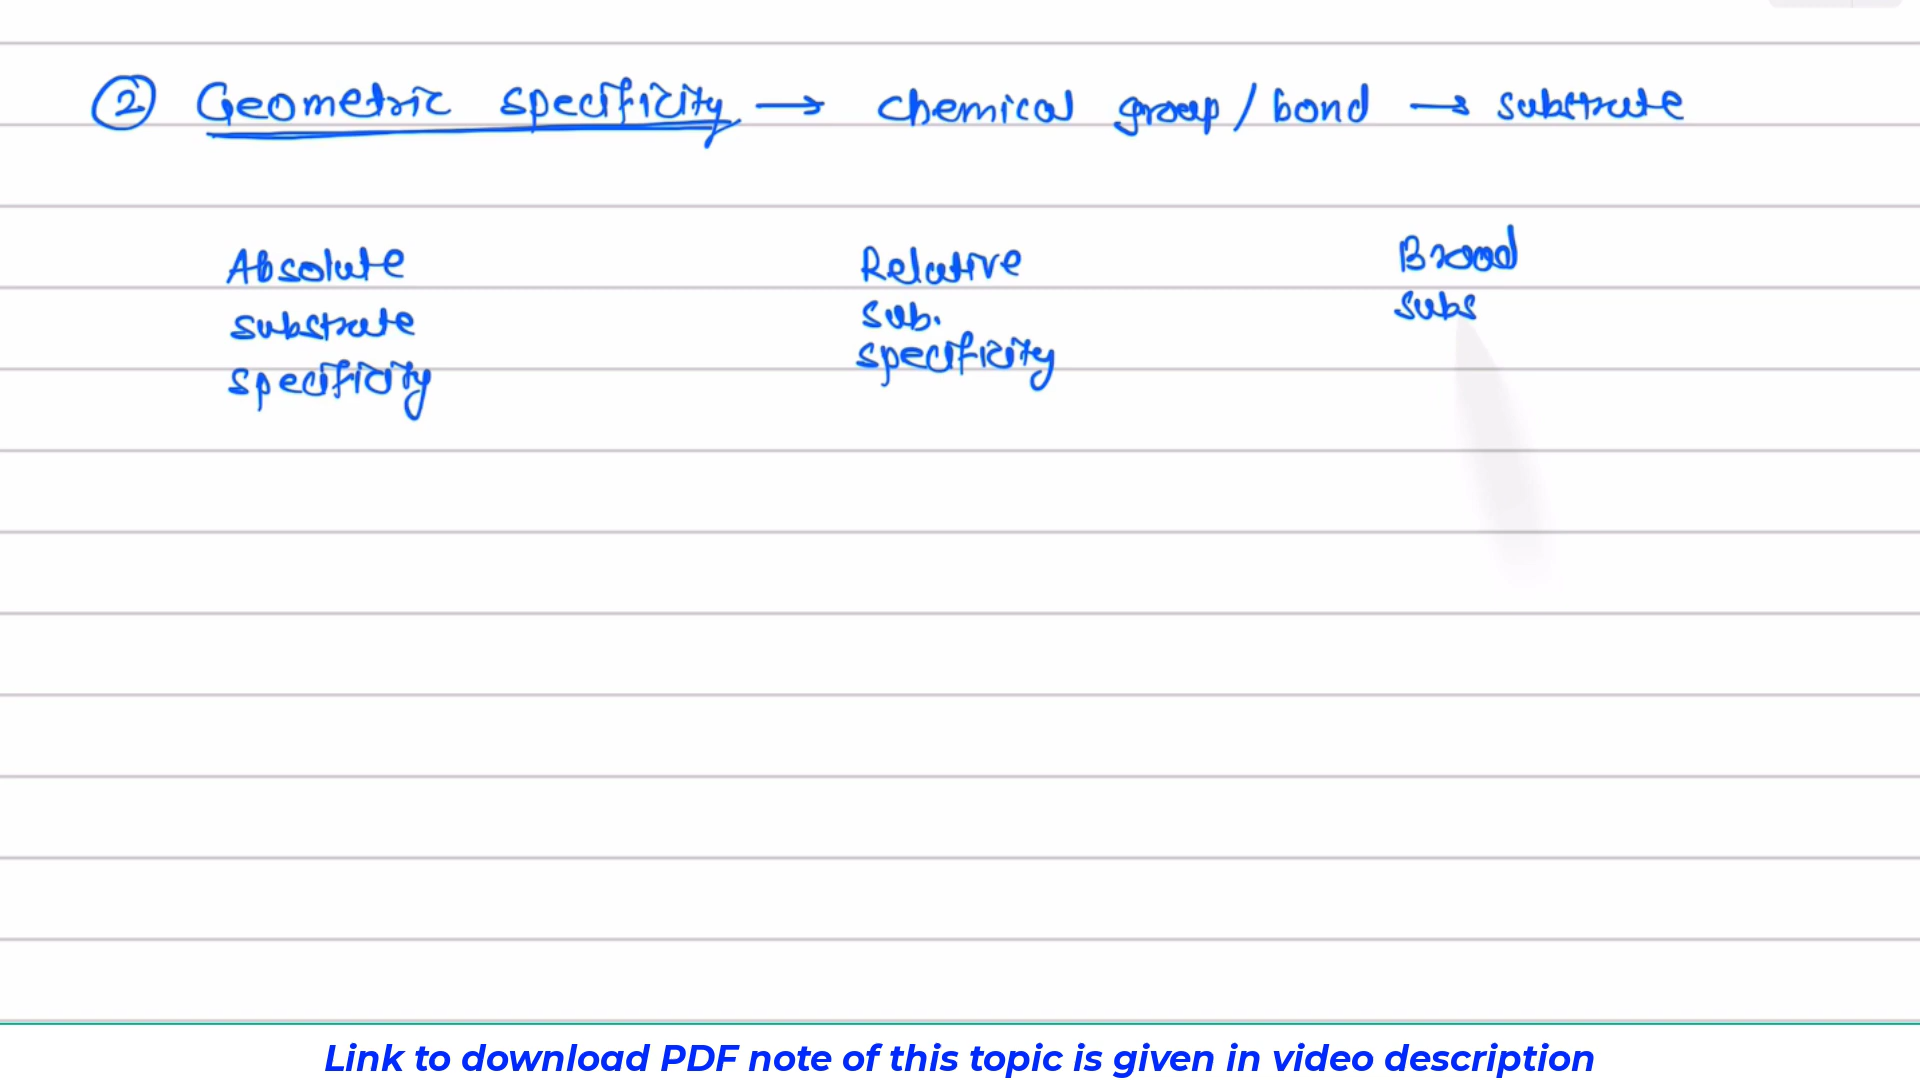 ② Geometric specificity → chemical group / bond → substrate
Absolute
substrate
specificity
Relative
sub.
specificity
Broad
subs
Link to download PDF note of this topic is given in video description